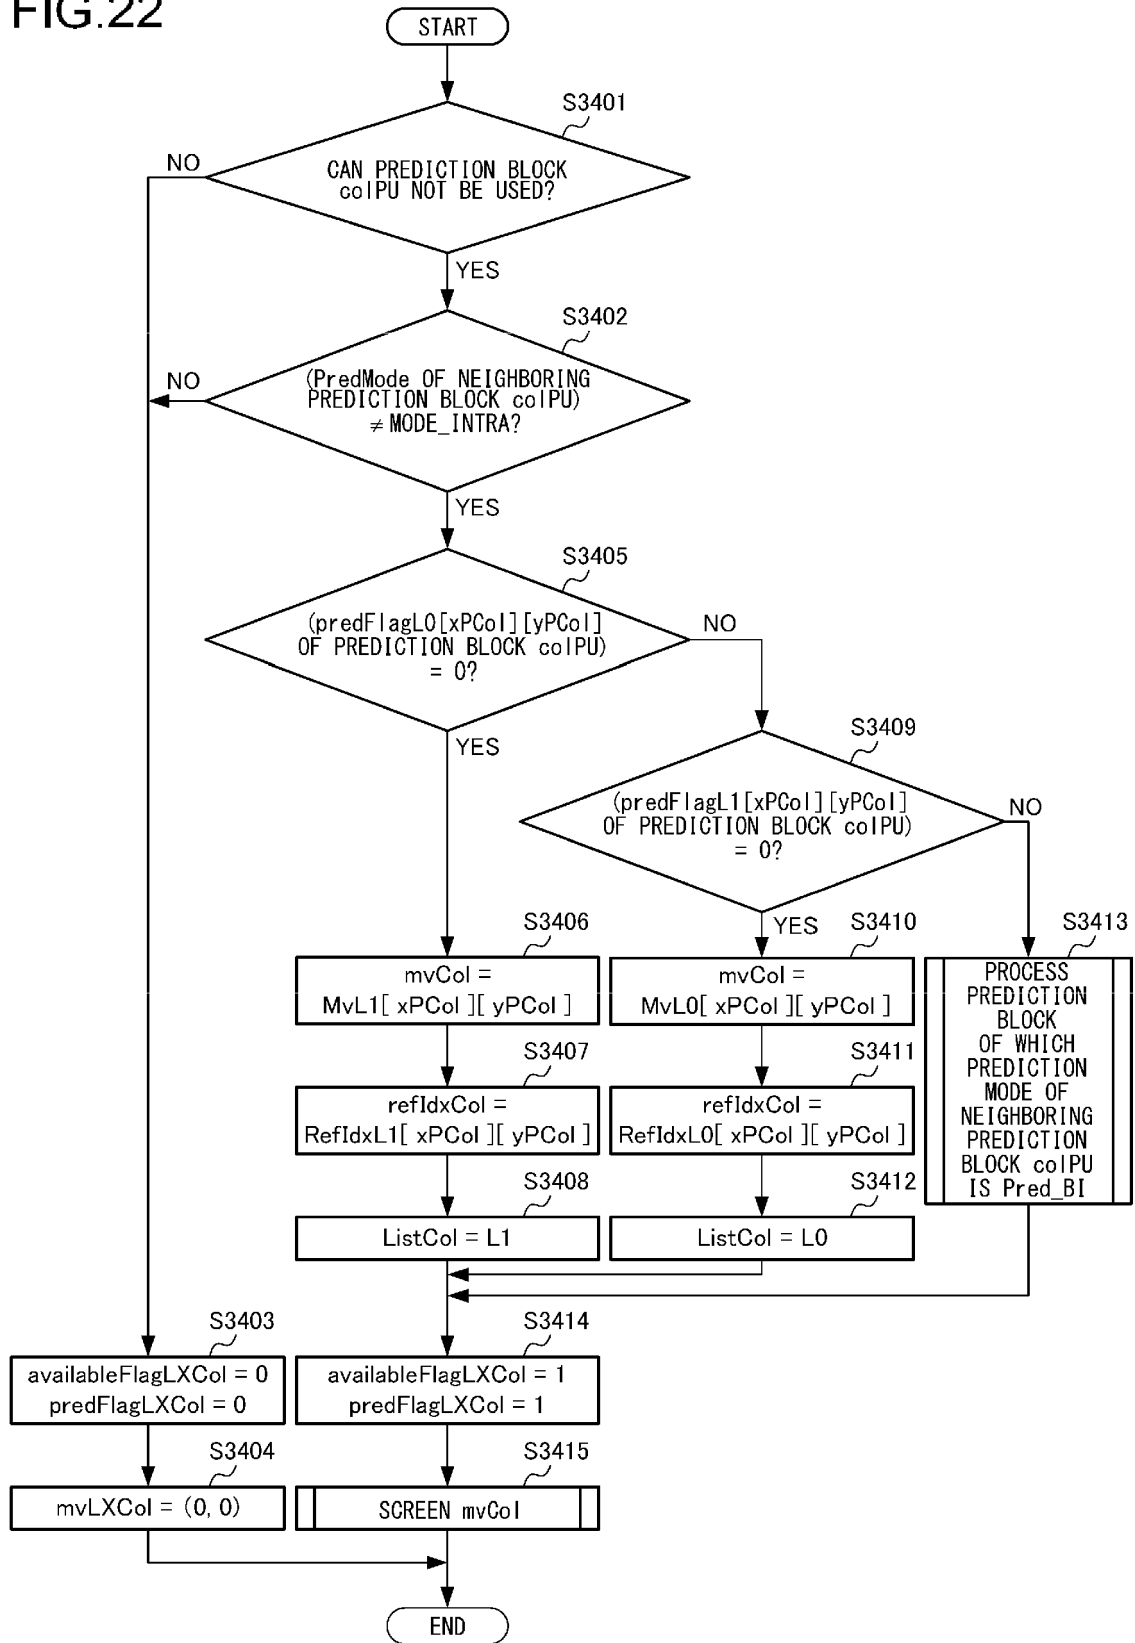 FIG.22
START
S3401
CAN PREDICTION BLOCK
colPU NOT BE USED?
NO
YES
S3402
(PredMode OF NEIGHBORING
PREDICTION BLOCK colPU)
≠ MODE_INTRA?
NO
YES
S3405
(predFlagL0[xPCol][yPCol]
OF PREDICTION BLOCK colPU)
= 0?
NO
YES
S3409
(predFlagL1[xPCol][yPCol]
OF PREDICTION BLOCK colPU)
= 0?
NO
YES
S3406
mvCol =
MvL1[ xPCol ][ yPCol ]
S3410
mvCol =
MvL0[ xPCol ][ yPCol ]
S3413
PROCESS
PREDICTION
BLOCK
OF WHICH
PREDICTION
MODE OF
NEIGHBORING
PREDICTION
BLOCK colPU
IS Pred_BI
S3407
refIdxCol =
RefIdxL1[ xPCol ][ yPCol ]
S3411
refIdxCol =
RefIdxL0[ xPCol ][ yPCol ]
S3408
ListCol = L1
S3412
ListCol = L0
S3403
availableFlagLXCol = 0
predFlagLXCol = 0
S3414
availableFlagLXCol = 1
predFlagLXCol = 1
S3404
mvLXCol = (0, 0)
S3415
SCREEN mvCol
END